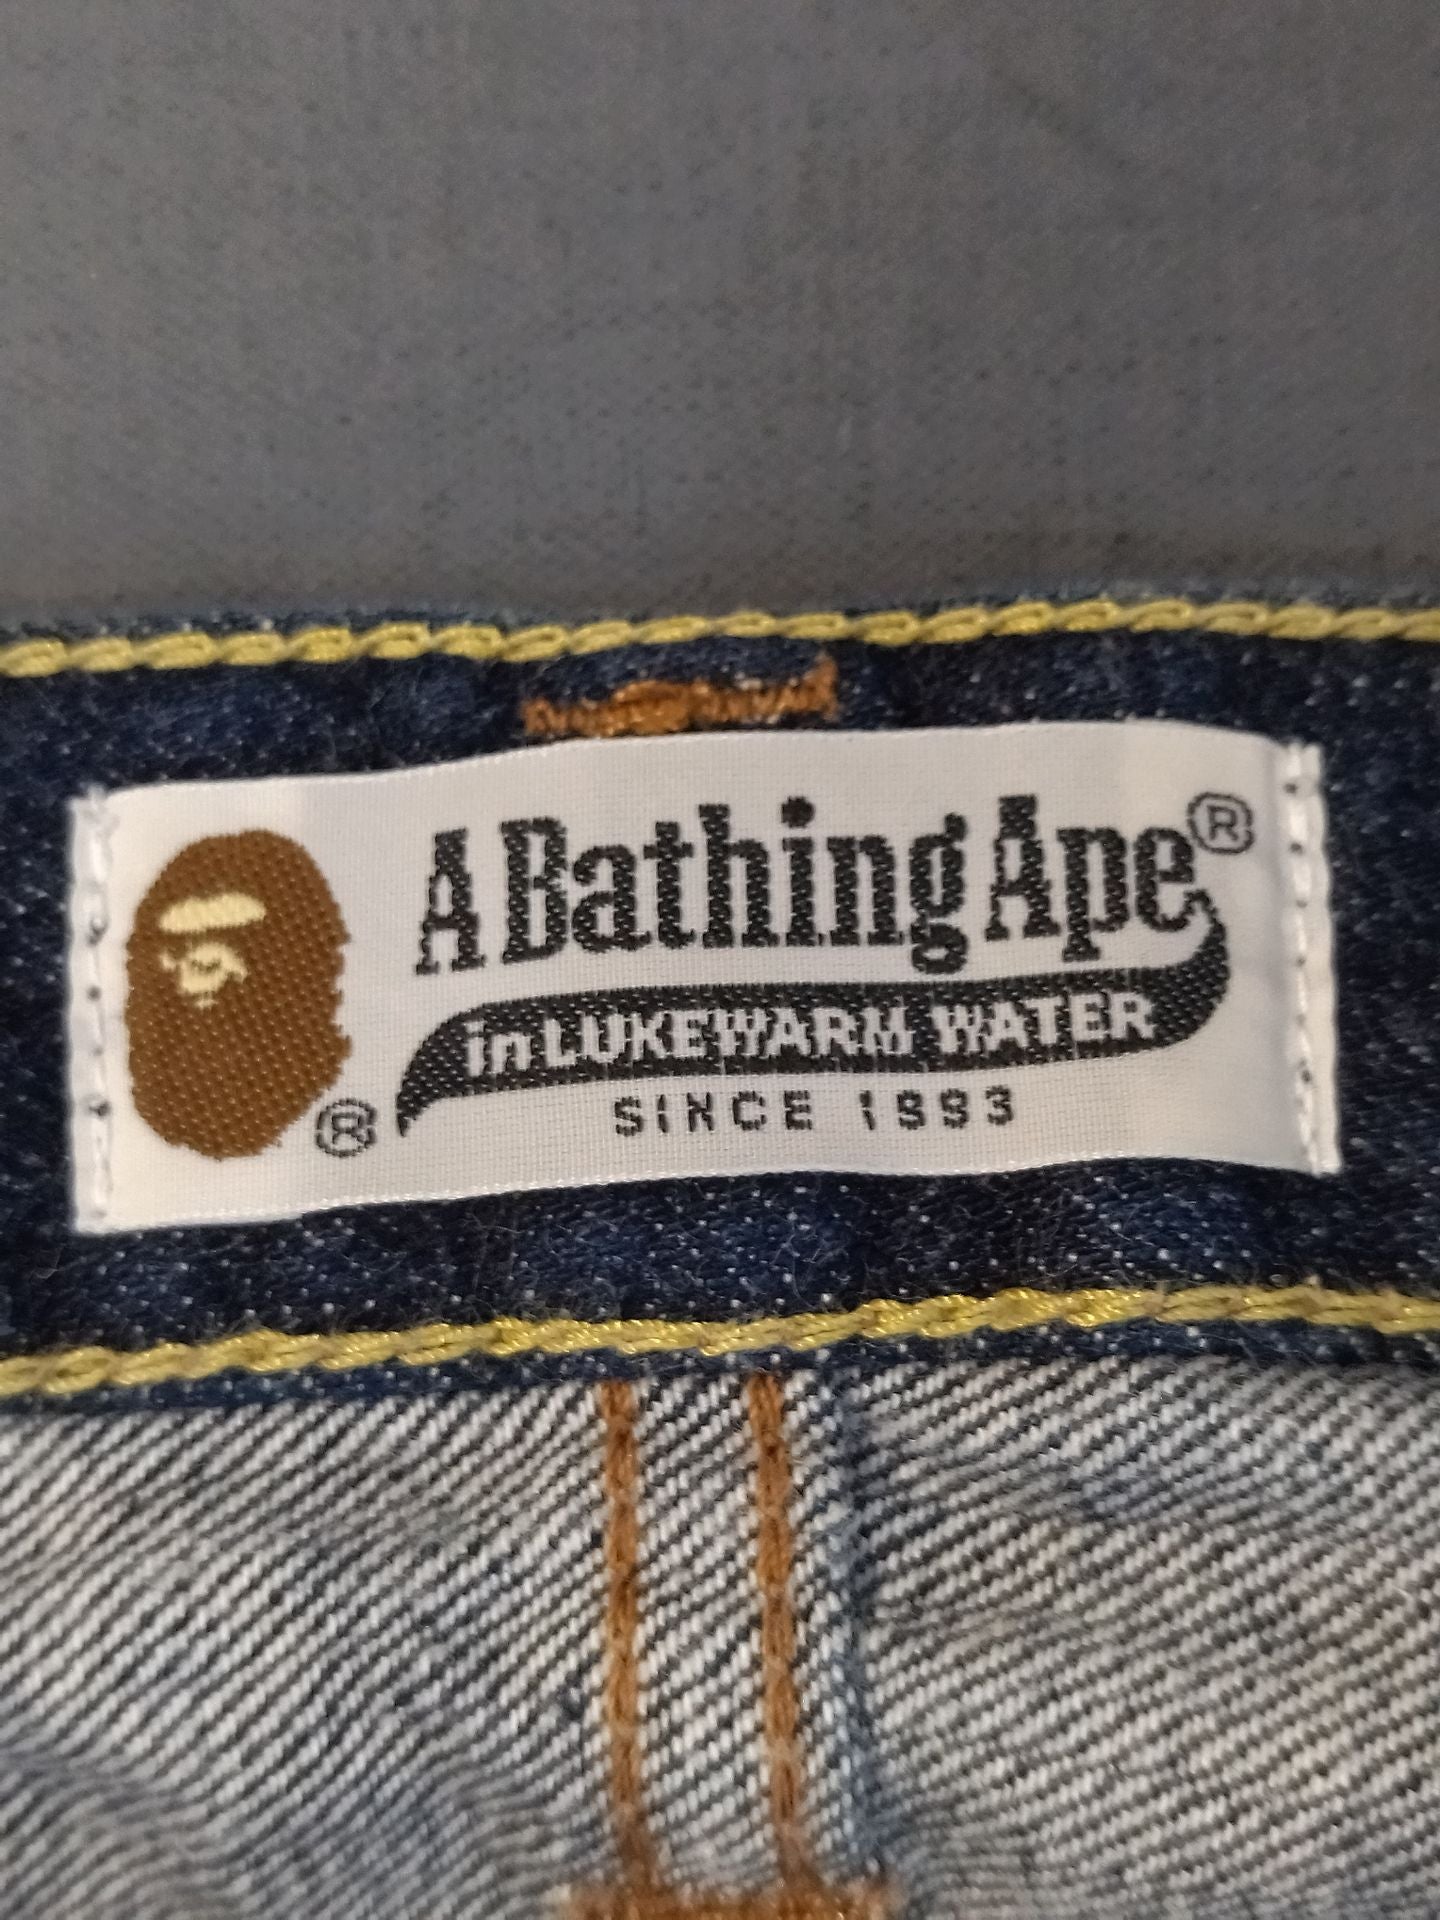 A Bathing Ape®
in LUKEWARM WATER
SINCE 1993
®